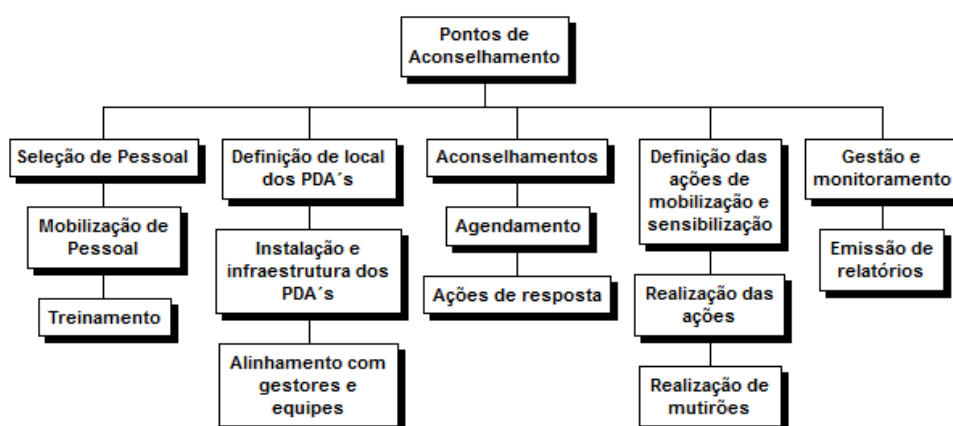 Pontos de
Aconselhamento
Seleção de Pessoal
Mobilização de
Pessoal
Treinamento
Definição de local
dos PDA´s
Instalação e
infraestrutura dos
PDA´s
Alinhamento com
gestores e
equipes
Aconselhamentos
Agendamento
Ações de resposta
Definição das
ações de
mobilização e
sensibilização
Realização das
ações
Realização de
mutirões
Gestão e
monitoramento
Emissão de
relatórios